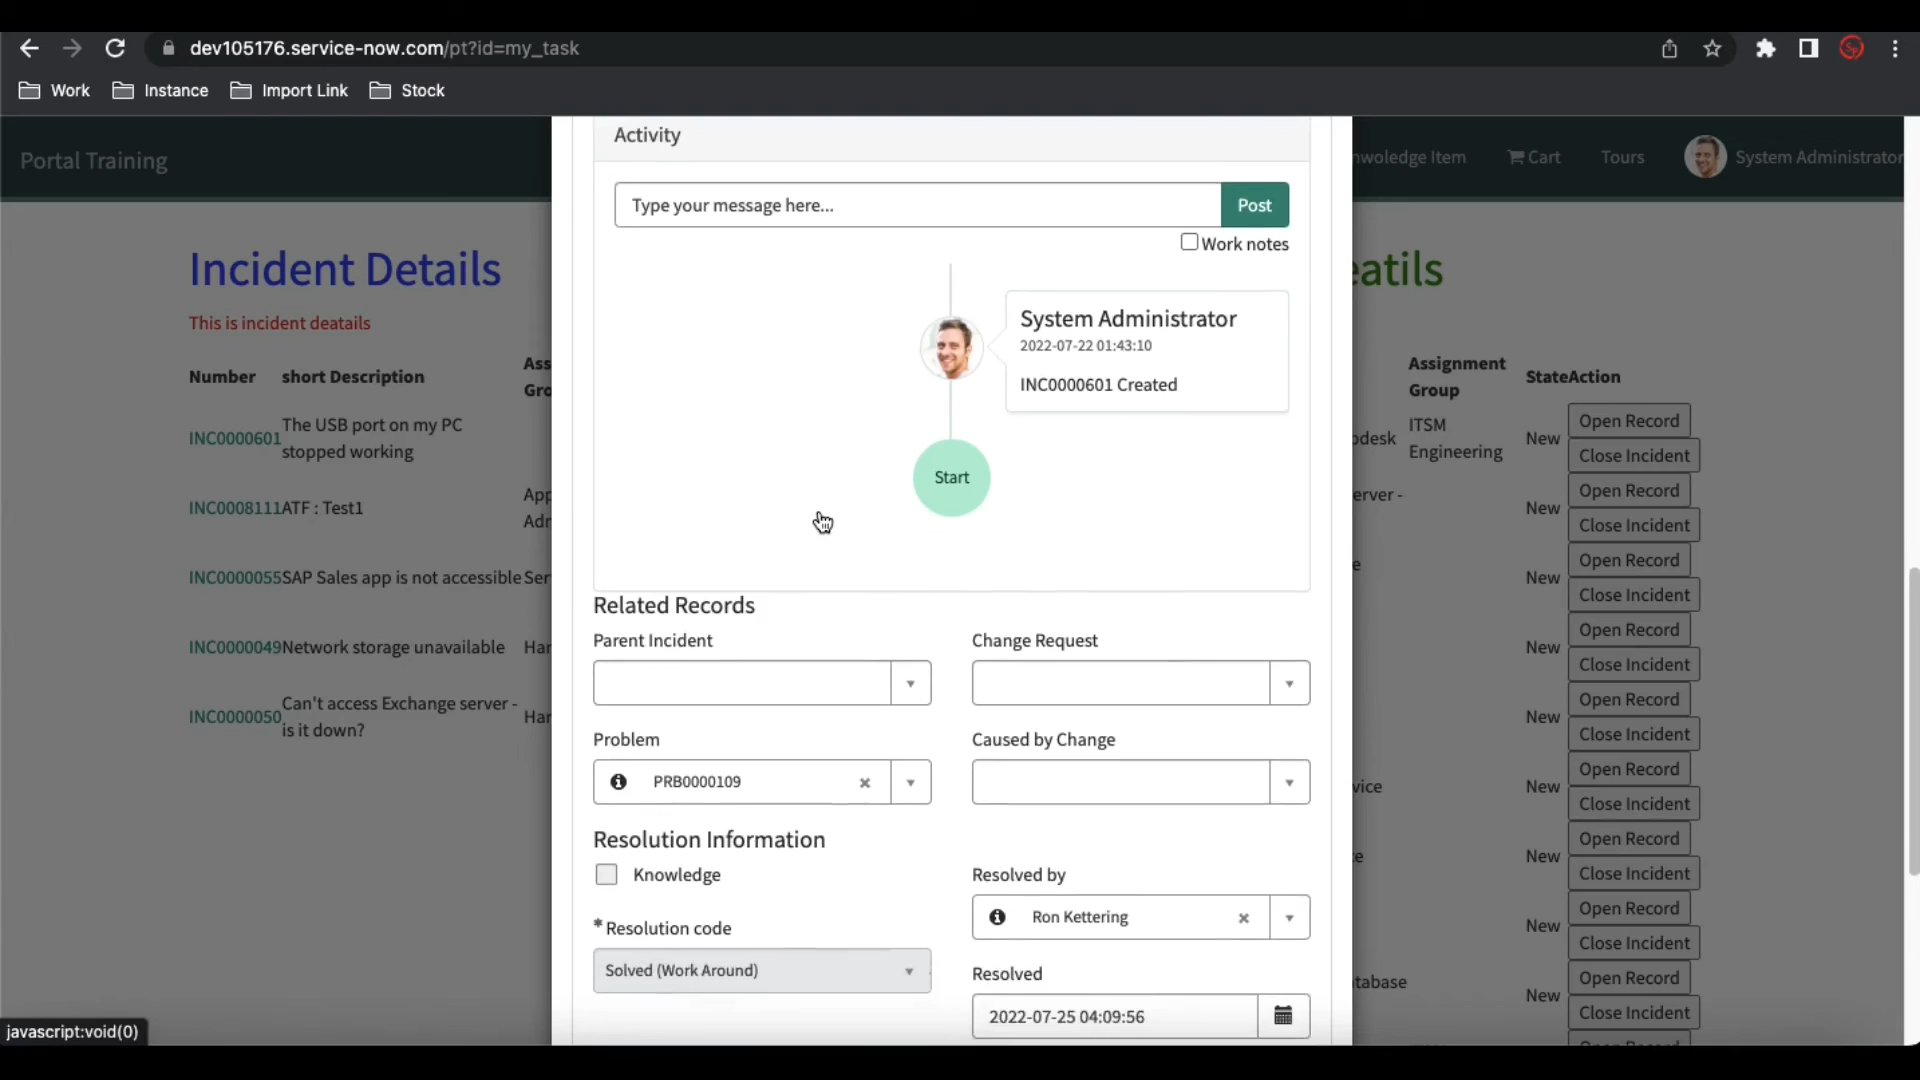 dev105176.service-now.com/pt?id=my_task
Work
Instance
Import Link
Stock
Portal Training
Activity
nwoledge Item
Cart
Tours
System Administrator
Type your message here...
Post
Work notes
Incident Details
eatils
This is incident deatails
System Administrator
2022-07-22 01:43:10
INC0000601 Created
Start
Number short Description Ass
Gro
INC0000601 The USB port on my PC
stopped working
INC0008111 ATF : Test1 App
Adr
INC0000055 SAP Sales app is not accessible Ser
INC0000049 Network storage unavailable Har
INC0000050 Can't access Exchange server -
is it down? Har
Assignment
Group
State Action
odesk ITSM
Engineering New Open Record
Close Incident
erver - New Open Record
Close Incident
e New Open Record
Close Incident
New Open Record
Close Incident
New Open Record
Close Incident
vice New Open Record
Close Incident
te New Open Record
Close Incident
New Open Record
Close Incident
atabase New Open Record
Close Incident
Related Records
Parent Incident
Change Request
Problem
PRB0000109
Caused by Change
Resolution Information
Knowledge
Resolved by
Ron Kettering
* Resolution code
Solved (Work Around)
Resolved
2022-07-25 04:09:56
javascript:void(0)